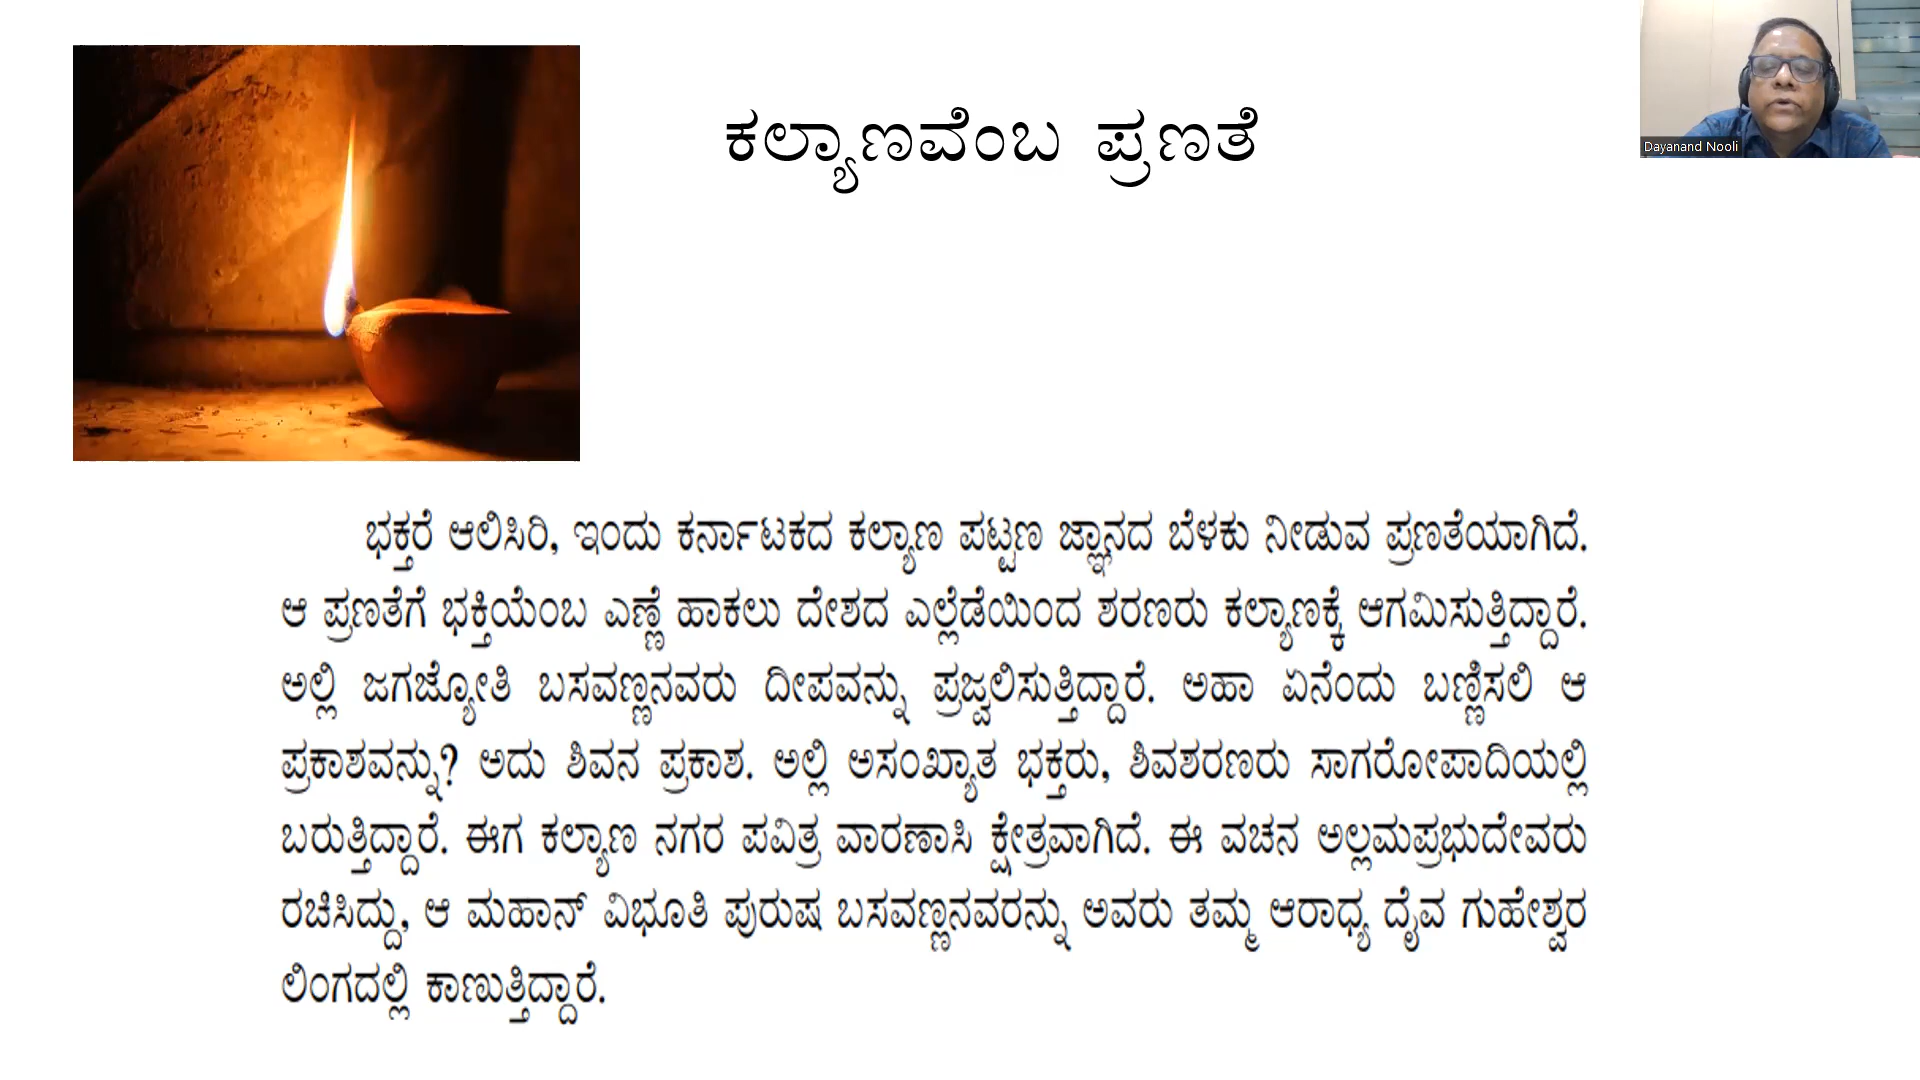 ಕಲ್ಯಾಣವೆಂಬ ಪ್ರಣತೆ
Dayanand Nooli
ಭಕ್ತರೆ ಆಲಿಸಿರಿ, ಇಂದು ಕರ್ನಾಟಕದ ಕಲ್ಯಾಣ ಪಟ್ಟಣ ಜ್ಞಾನದ ಬೆಳಕು ನೀಡುವ ಪ್ರಣತೆಯಾಗಿದೆ.
ಆ ಪ್ರಣತೆಗೆ ಭಕ್ತಿಯೆಂಬ ಎಣ್ಣೆ ಹಾಕಲು ದೇಶದ ಎಲ್ಲೆಡೆಯಿಂದ ಶರಣರು ಕಲ್ಯಾಣಕ್ಕೆ ಆಗಮಿಸುತ್ತಿದ್ದಾರೆ.
ಅಲ್ಲಿ ಜಗಜ್ಯೋತಿ ಬಸವಣ್ಣನವರು ದೀಪವನ್ನು ಪ್ರಜ್ವಲಿಸುತ್ತಿದ್ದಾರೆ. ಅಹಾ ಏನೆಂದು ಬಣ್ಣಿಸಲಿ ಆ
ಪ್ರಕಾಶವನ್ನು? ಅದು ಶಿವನ ಪ್ರಕಾಶ. ಅಲ್ಲಿ ಅಸಂಖ್ಯಾತ ಭಕ್ತರು, ಶಿವಶರಣರು ಸಾಗರೋಪಾದಿಯಲ್ಲಿ
ಬರುತ್ತಿದ್ದಾರೆ. ಈಗ ಕಲ್ಯಾಣ ನಗರ ಪವಿತ್ರ ವಾರಣಾಸಿ ಕ್ಷೇತ್ರವಾಗಿದೆ. ಈ ವಚನ ಅಲ್ಲಮಪ್ರಭುದೇವರು
ರಚಿಸಿದ್ದು, ಆ ಮಹಾನ್ ವಿಭೂತಿ ಪುರುಷ ಬಸವಣ್ಣನವರನ್ನು ಅವರು ತಮ್ಮ ಆರಾಧ್ಯ ದೈವ ಗುಹೇಶ್ವರ
ಲಿಂಗದಲ್ಲಿ ಕಾಣುತ್ತಿದ್ದಾರೆ.